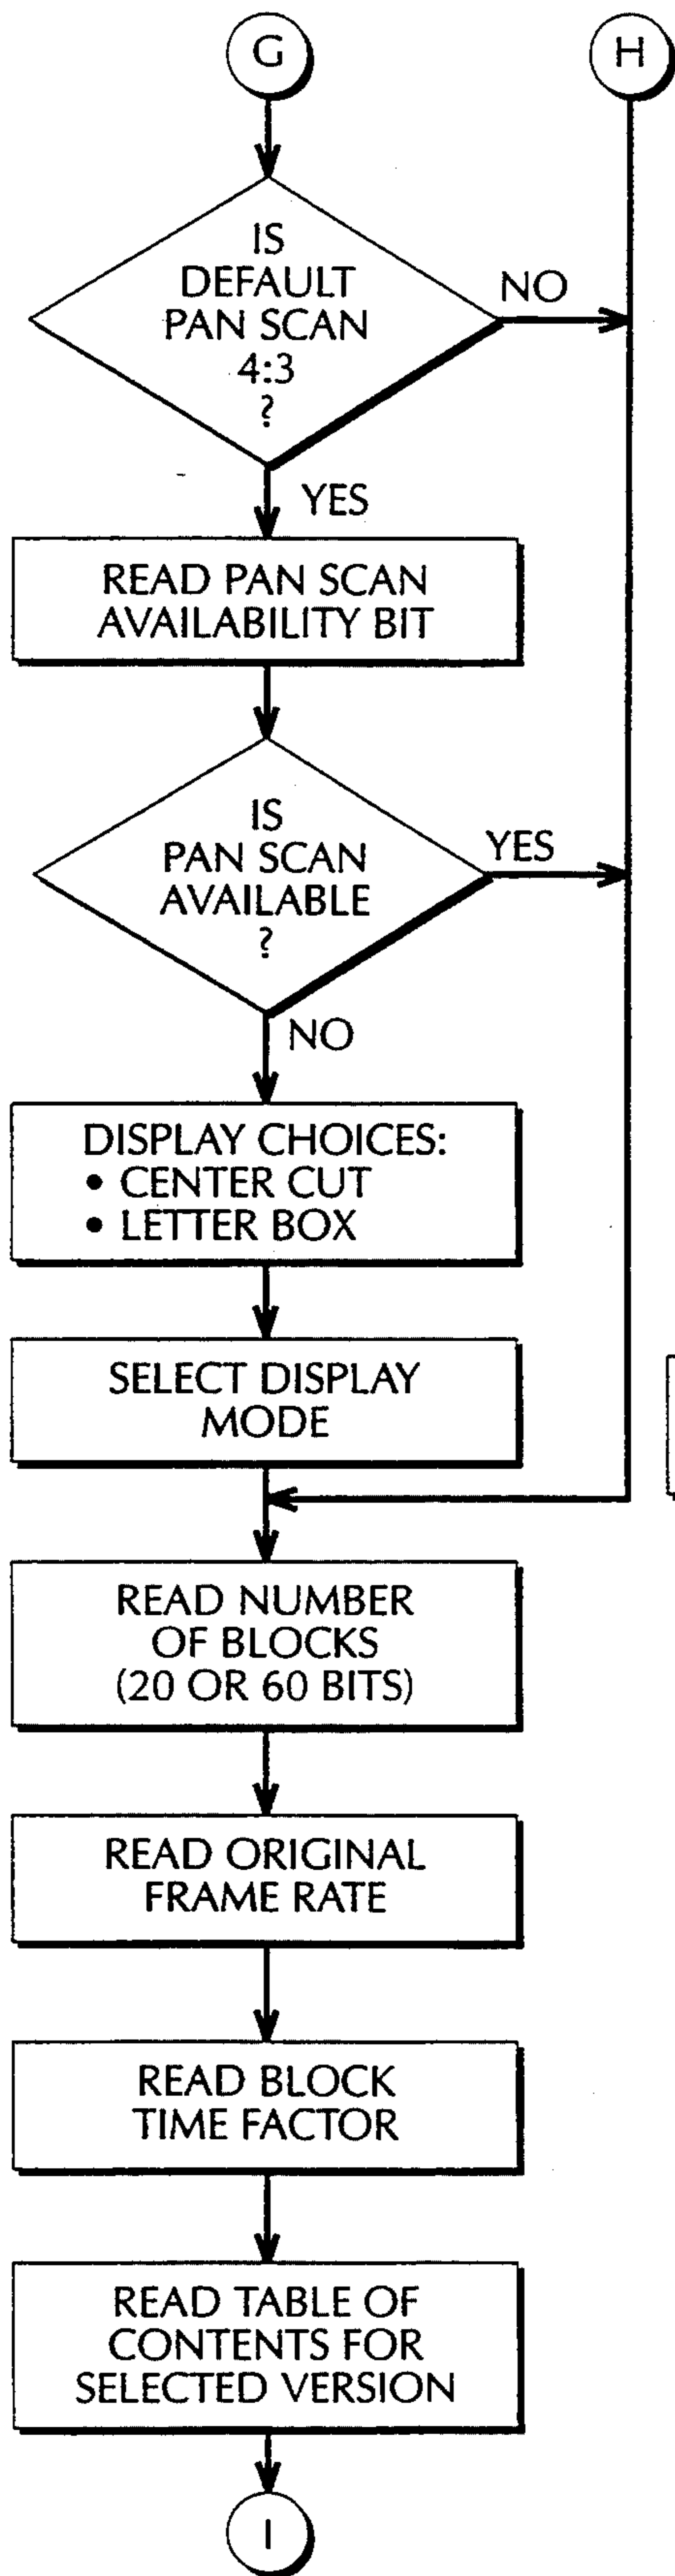 G
H
IS
DEFAULT
PAN SCAN
4:3
?
NO
YES
READ PAN SCAN
AVAILABILITY BIT
IS
PAN SCAN
AVAILABLE
?
YES
NO
DISPLAY CHOICES:
• CENTER CUT
• LETTER BOX
SELECT DISPLAY
MODE
READ NUMBER
OF BLOCKS
(20 OR 60 BITS)
READ ORIGINAL
FRAME RATE
READ BLOCK
TIME FACTOR
READ TABLE OF
CONTENTS FOR
SELECTED VERSION
I